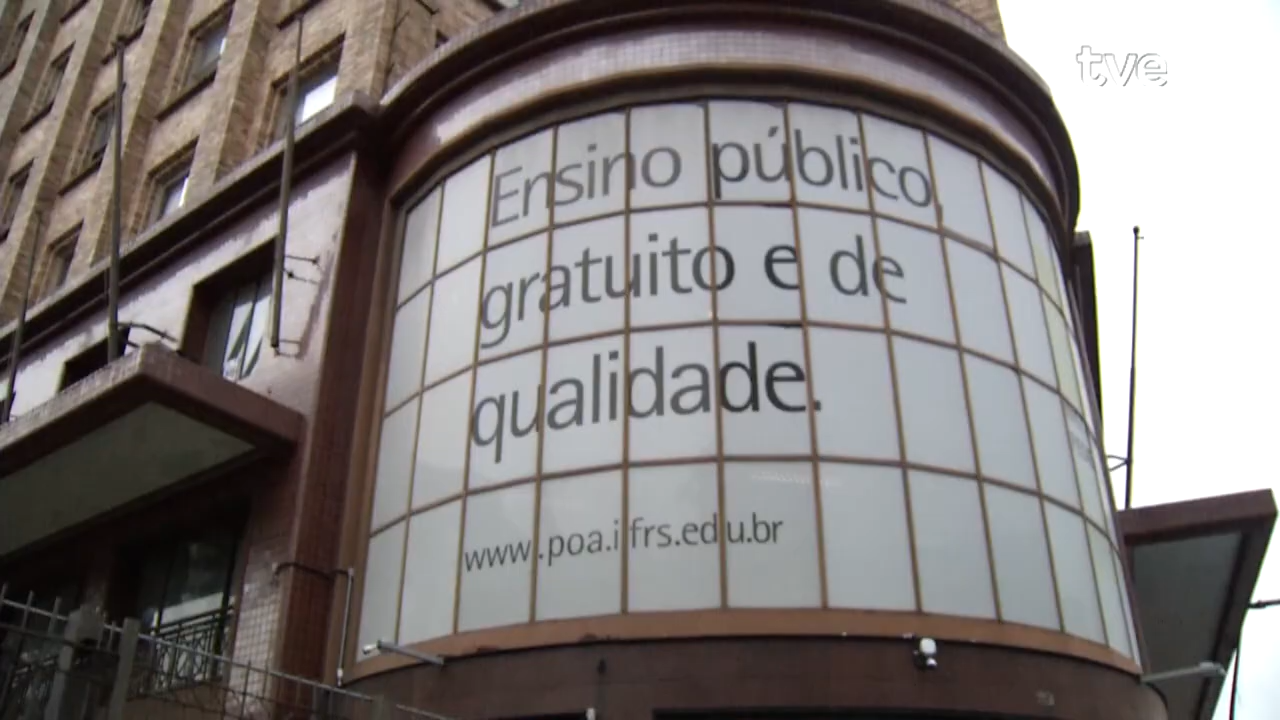 tve
Ensino público,
gratuito e de
qualidade.
www.poa.ifrs.edu.br